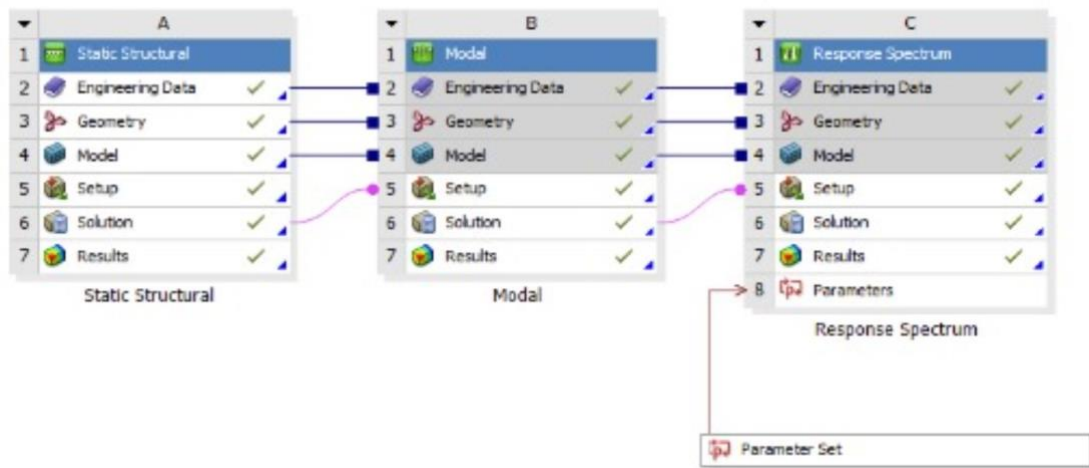 A
1 Static Structural
2 Engineering Data
3 Geometry
4 Model
5 Setup
6 Solution
7 Results
Static Structural
B
1 Modal
2 Engineering Data
3 Geometry
4 Model
5 Setup
6 Solution
7 Results
Modal
C
1 Response Spectrum
2 Engineering Data
3 Geometry
4 Model
5 Setup
6 Solution
7 Results
8 Parameters
Response Spectrum
Parameter Set